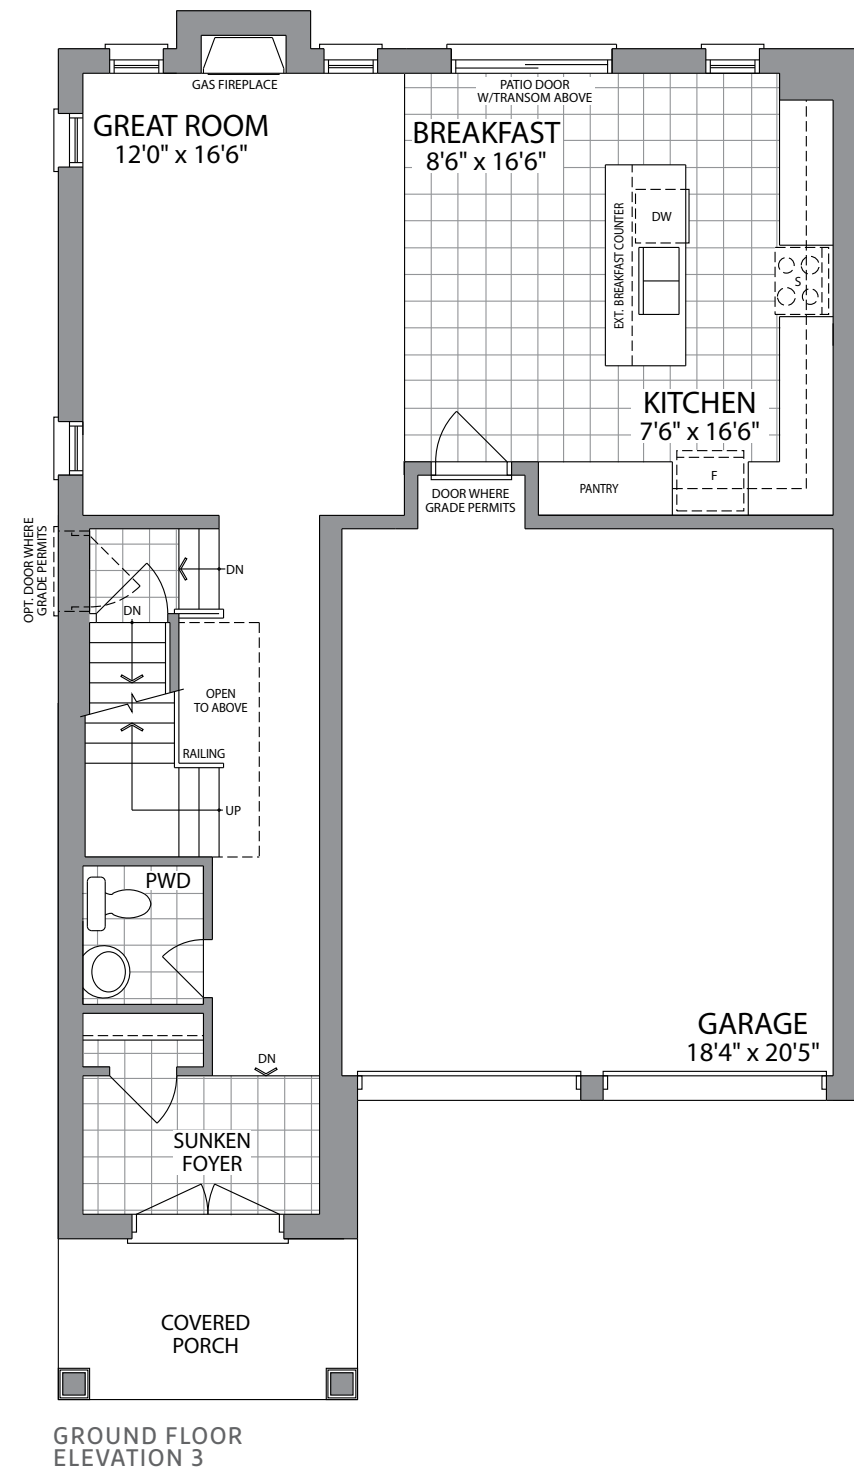 GAS FIREPLACE
PATIO DOOR
W/TRANSOM ABOVE
GREAT ROOM
12'0" x 16'6"
BREAKFAST
8'6" x 16'6"
EXT. BREAKFAST COUNTER
DW
S
KITCHEN
7'6" x 16'6"
F
PANTRY
DOOR WHERE
GRADE PERMITS
OPT. DOOR WHERE
GRADE PERMITS
DN
DN
OPEN
TO ABOVE
RAILING
UP
PWD
GARAGE
18'4" x 20'5"
DN
SUNKEN
FOYER
COVERED
PORCH
GROUND FLOOR
ELEVATION 3